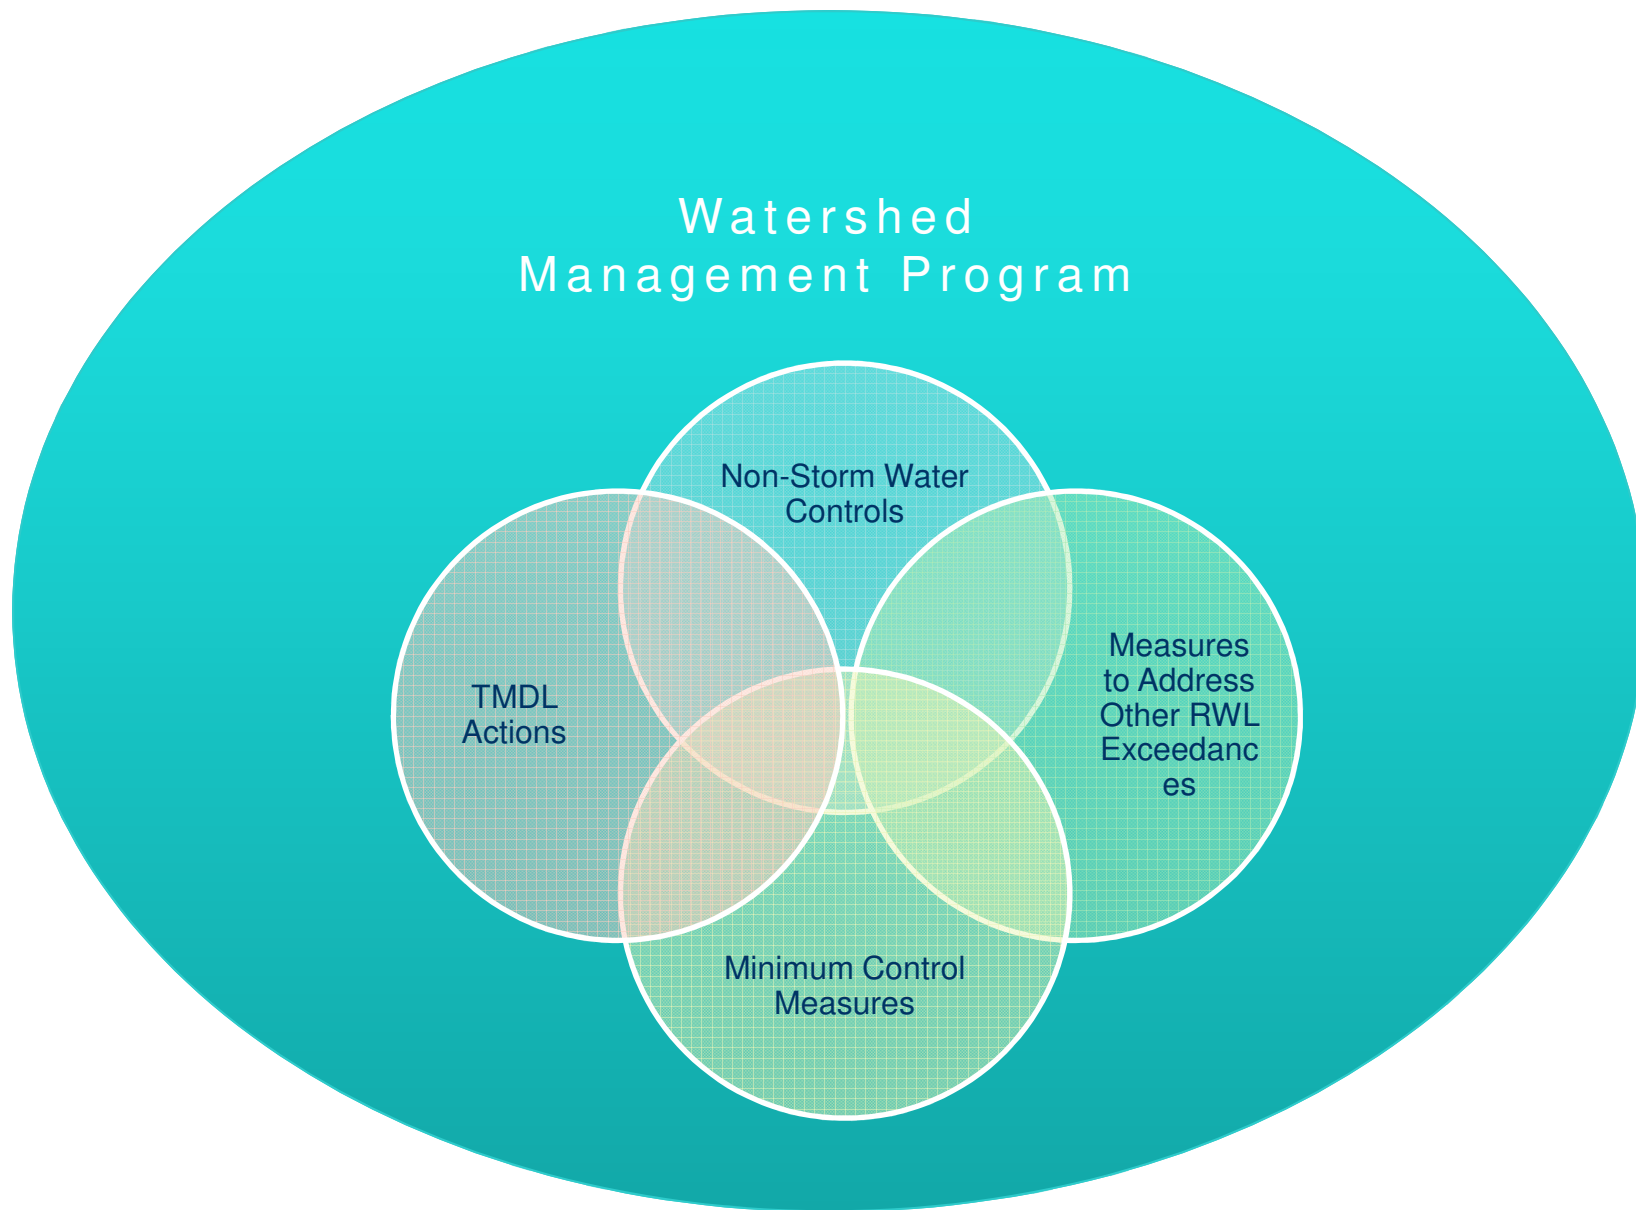 Watershed
Management Program
Non-Storm Water
Controls
TMDL
Actions
Measures
to Address
Other RWL
Exceedanc
es
Minimum Control
Measures